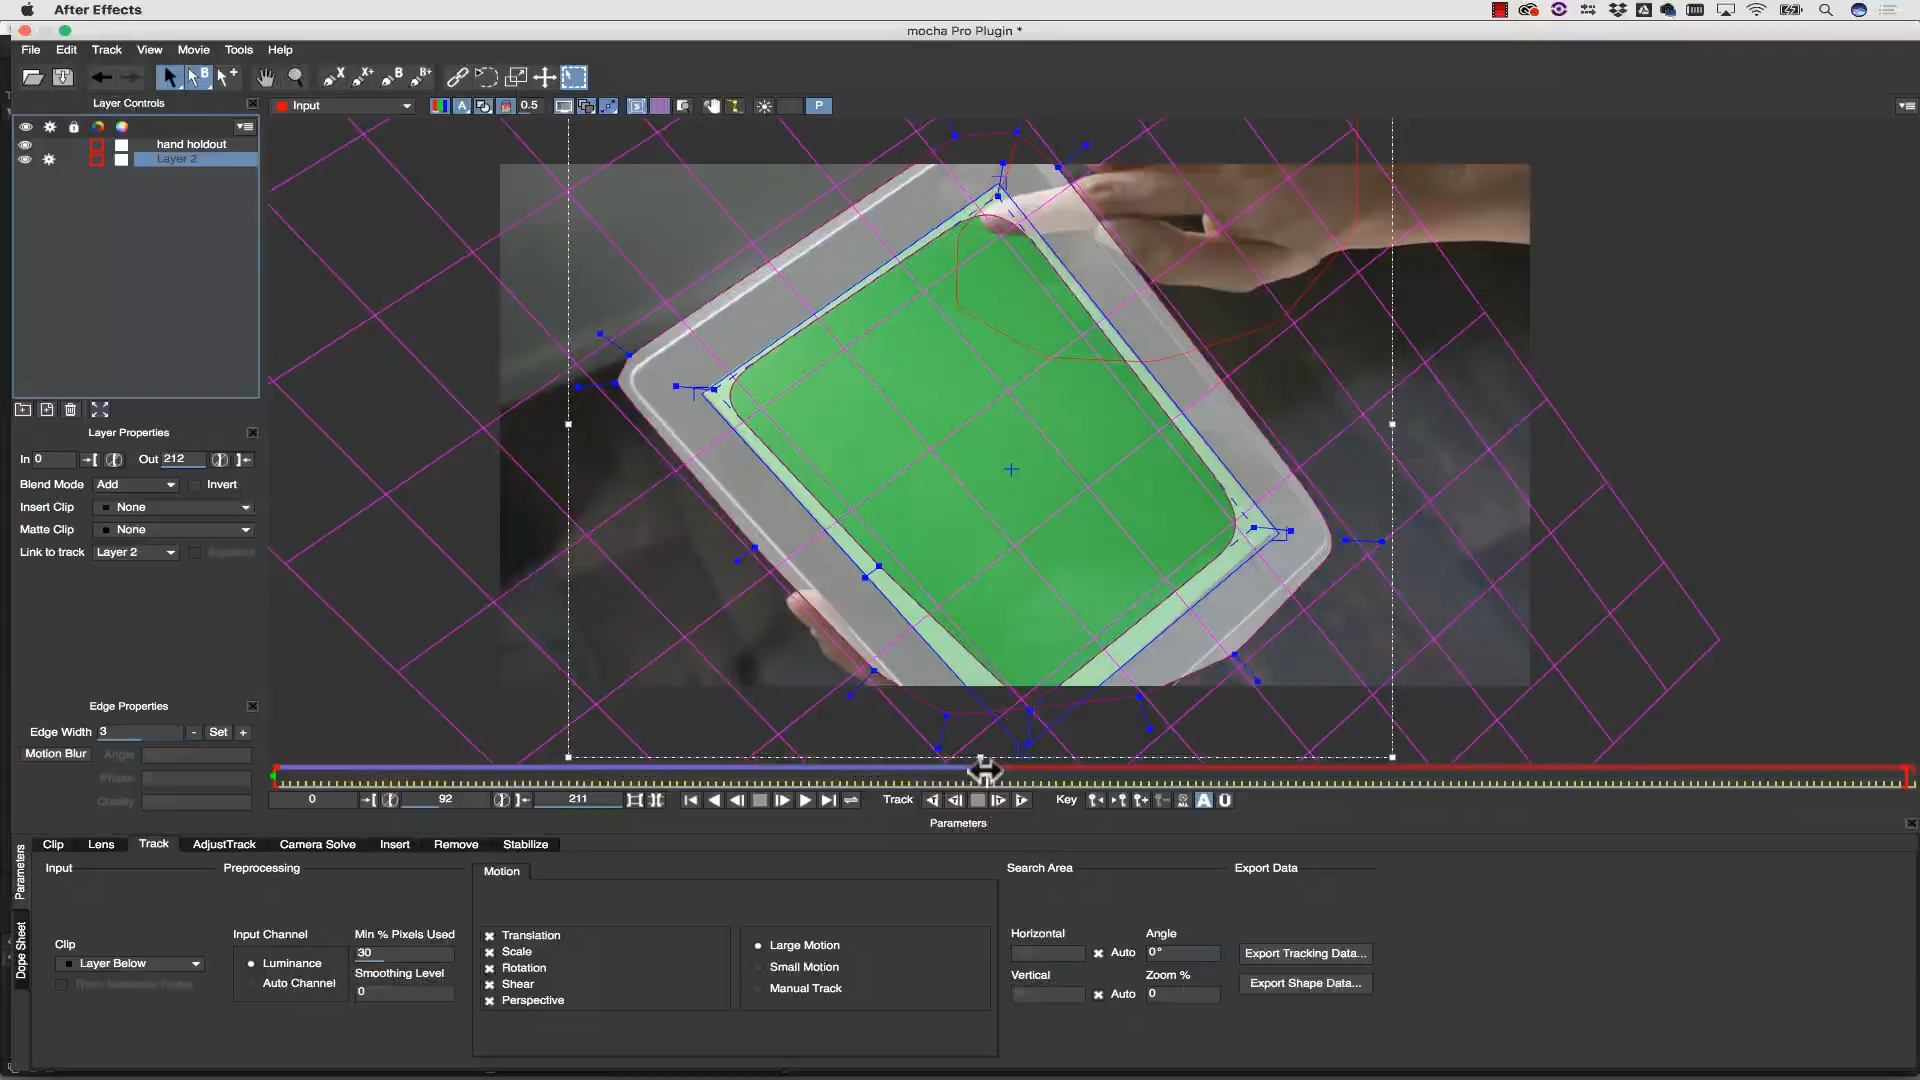 After Effects
mocha Pro Plugin *
File Edit Track View Movie Tools Help
Layer Controls
Input
0.5
P
hand holdout
Layer 2
Layer Properties
In 0 Out 212
Blend Mode Add Invert
Insert Clip None
Matte Clip None
Link to track Layer 2
Edge Properties
Edge Width 3 - Set +
Motion Blur Angle
Phase
Quality
0 92 211 Track Key
Parameters
Clip Lens Track AdjustTrack Camera Solve Insert Remove Stabilize
Parameters
Dope Sheet
Input Preprocessing Motion Search Area Export Data
Clip
Layer Below
Input Channel
Luminance
Auto Channel
Min % Pixels Used
30
Smoothing Level
0
Translation
Scale
Rotation
Shear
Perspective
Large Motion
Small Motion
Manual Track
Horizontal Angle
Auto 0°
Vertical Zoom %
Auto 0
Export Tracking Data...
Export Shape Data...